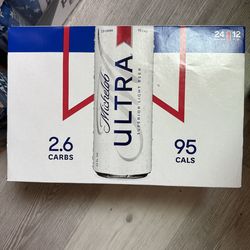 24 12
Michelob
ULTRA
SUPERIOR LIGHT BEER
2.6
CARBS
95
CALS